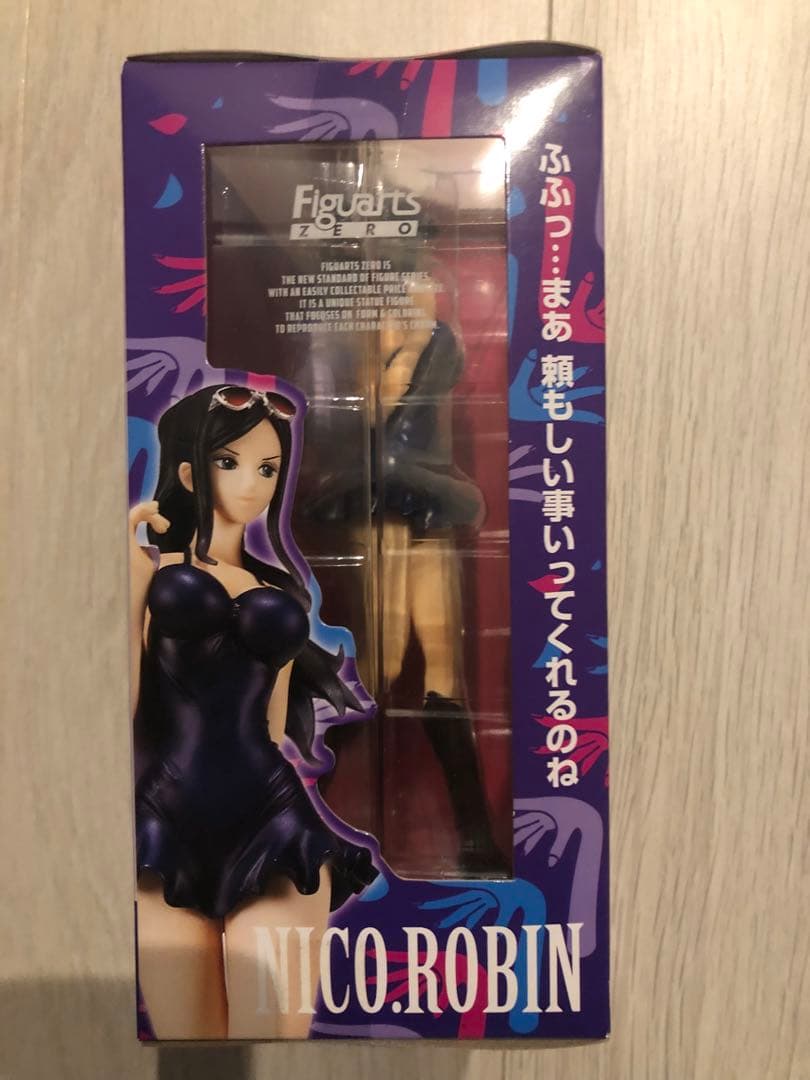 Figuarts
ZERO
FIGUARTS ZERO IS
THE NEW STANDARD OF FIGURE SERIES
WITH AN EASILY COLLECTABLE PRICE
IT IS A UNIQUE STATUE FIGURE
THAT FOCUSES ON FORM & COLORING
TO REPRODUCE EACH CHARACTER'S
ふふっ…まあ 頼もしい事いってくれるのね
NICO.ROBIN